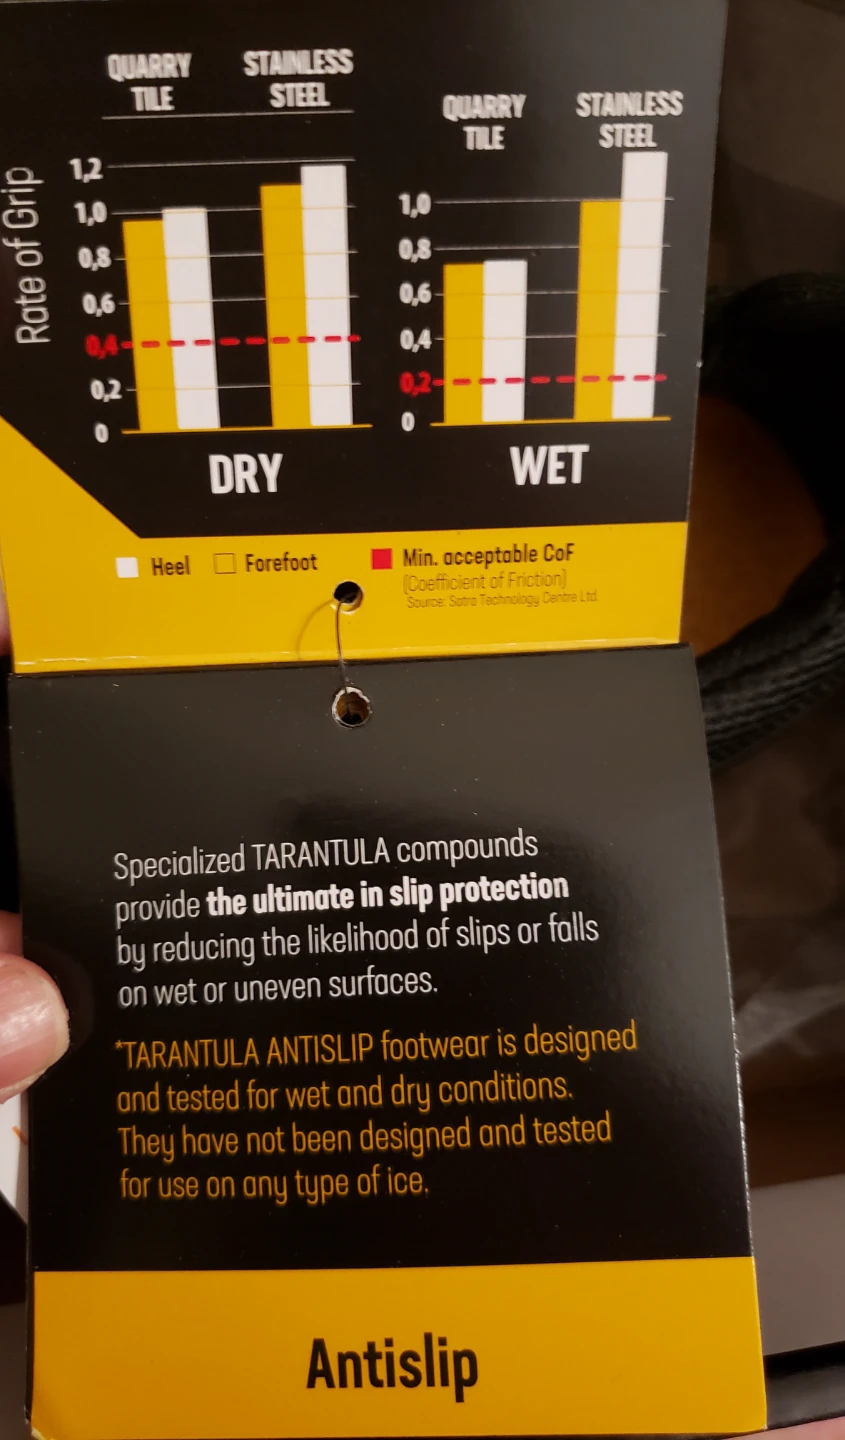 QUARRY
TILE
STAINLESS
STEEL
QUARRY
TILE
STAINLESS
STEEL
Rate of Grip
1,2
1,0
0,8
0,6
0,4
0,2
0
1,0
0,8
0,6
0,4
0,2
0
DRY
WET
Heel
Forefoot
Min. acceptable CoF
(Coefficient of Friction)
Source: Satra Technology Centre Ltd.
Specialized TARANTULA compounds
provide the ultimate in slip protection
by reducing the likelihood of slips or falls
on wet or uneven surfaces.
*TARANTULA ANTISLIP footwear is designed
and tested for wet and dry conditions.
They have not been designed and tested
for use on any type of ice.
Antislip